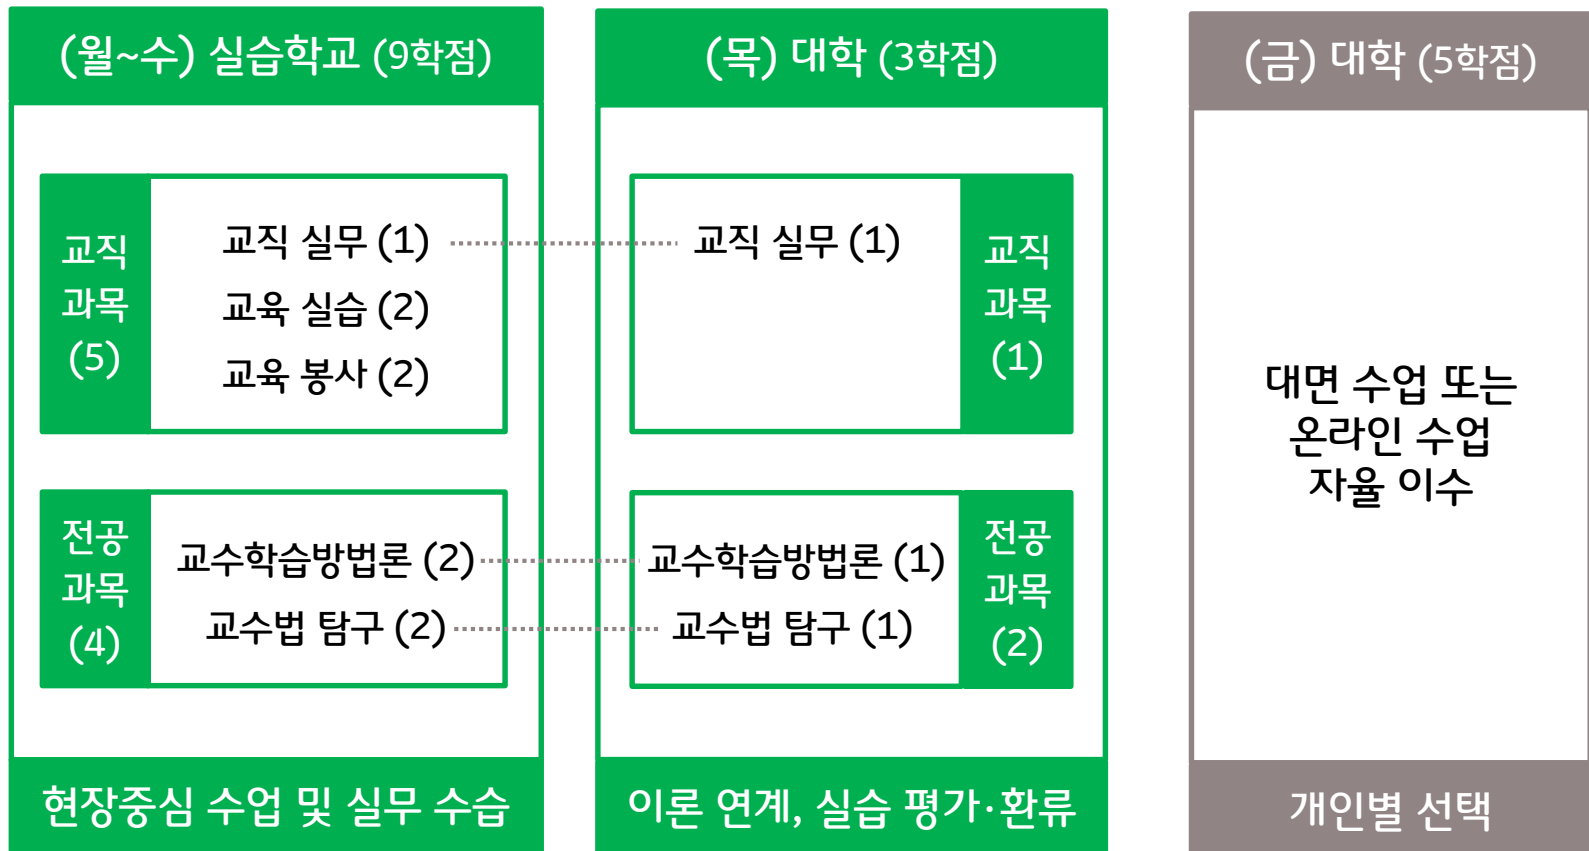 (월~수) 실습학교 (9학점)
교직
과목
(5)
교직 실무 (1)
교육 실습 (2)
교육 봉사 (2)
전공
과목
(4)
교수학습방법론 (2)
교수법 탐구 (2)
현장중심 수업 및 실무 수습
(목) 대학 (3학점)
교직 실무 (1)
교직
과목
(1)
교수학습방법론 (1)
교수법 탐구 (1)
전공
과목
(2)
이론 연계, 실습 평가·환류
(금) 대학 (5학점)
대면 수업 또는
온라인 수업
자율 이수
개인별 선택